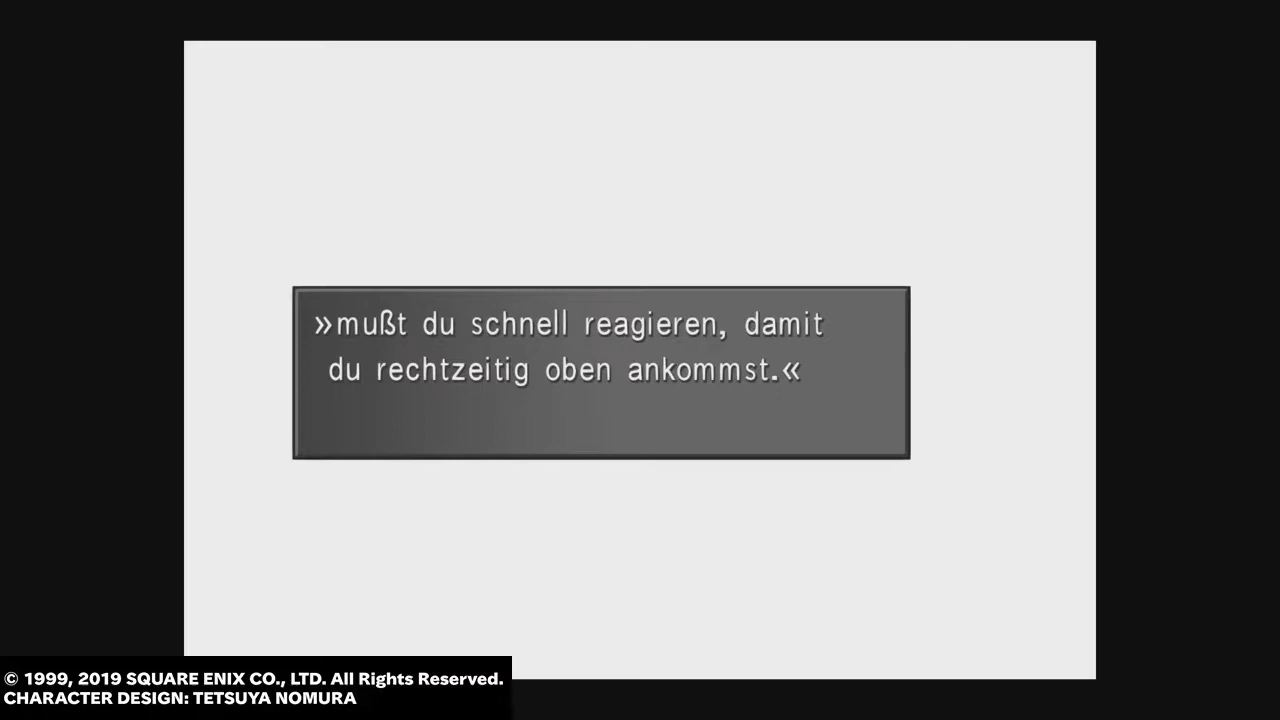 »mußt du schnell reagieren, damit
du rechtzeitig oben ankommst.«
© 1999, 2019 SQUARE ENIX CO., LTD. All Rights Reserved.
CHARACTER DESIGN: TETSUYA NOMURA